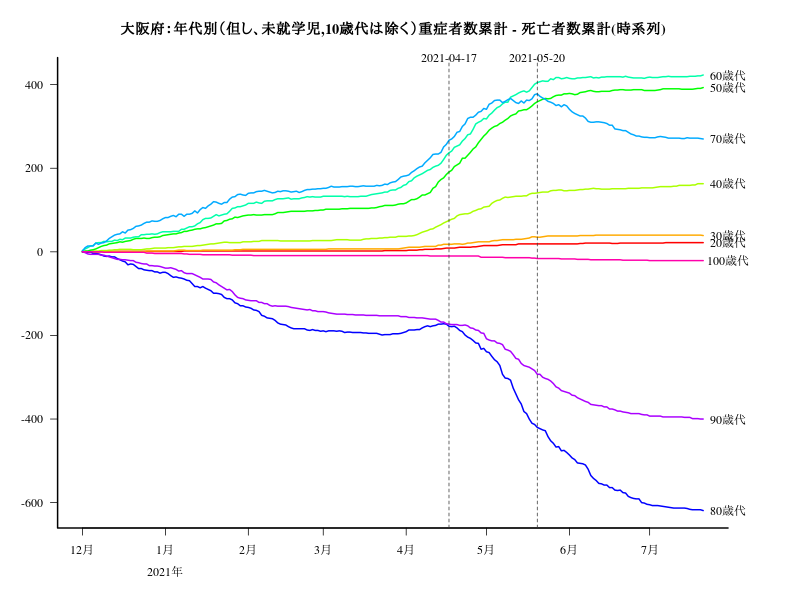 大阪府：年代別（但し、未就学児,10歳代は除く）重症者数累計 - 死亡者数累計(時系列)
2021-04-17
2021-05-20
400
200
0
-200
-400
-600
60歳代
50歳代
70歳代
40歳代
30歳代
20歳代
100歳代
90歳代
80歳代
12月
1月
2月
3月
4月
5月
6月
7月
2021年